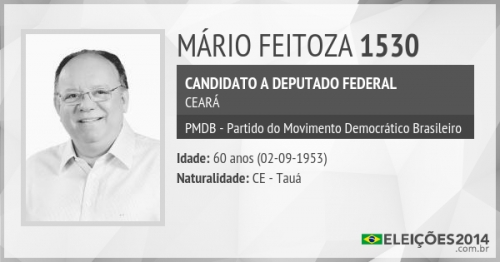 MÁRIO FEITOZA 1530
CANDIDATO A DEPUTADO FEDERAL
CEARÁ
PMDB - Partido do Movimento Democrático Brasileiro
Idade: 60 anos (02-09-1953)
Naturalidade: CE - Tauá
ELEIÇÕES2014
.com.br